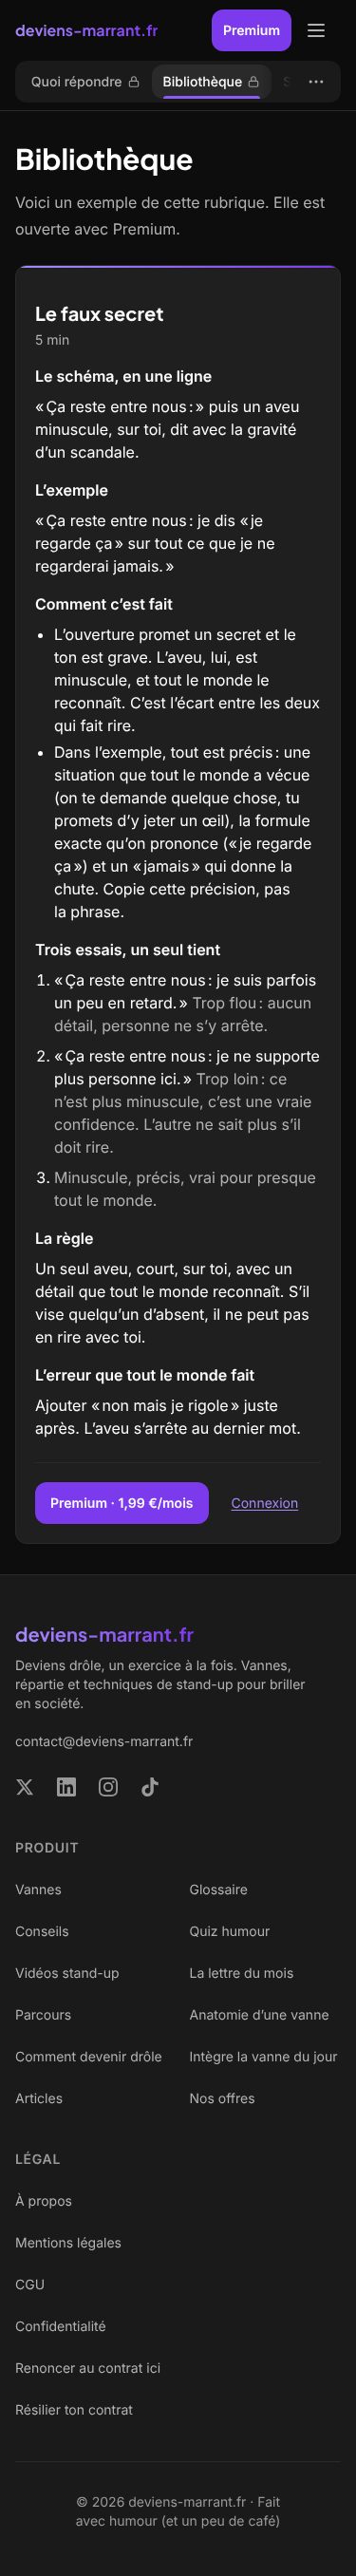 deviens-marrant.fr
Premium
Quoi répondre
Bibliothèque
Bibliothèque
Voici un exemple de cette rubrique. Elle est
ouverte avec Premium.
Le faux secret
5 min
Le schéma, en une ligne
« Ça reste entre nous : » puis un aveu
minuscule, sur toi, dit avec la gravité
d’un scandale.
L’exemple
« Ça reste entre nous : je dis « je
regarde ça » sur tout ce que je ne
regarderai jamais. »
Comment c’est fait
• L’ouverture promet un secret et le
ton est grave. L’aveu, lui, est
minuscule, et tout le monde le
reconnaît. C’est l’écart entre les deux
qui fait rire.
• Dans l’exemple, tout est précis : une
situation que tout le monde a vécue
(on te demande quelque chose, tu
promets d’y jeter un œil), la formule
exacte qu’on prononce (« je regarde
ça ») et un « jamais » qui donne la
chute. Copie cette précision, pas
la phrase.
Trois essais, un seul tient
1. « Ça reste entre nous : je suis parfois
un peu en retard. » Trop flou : aucun
détail, personne ne s’y arrête.
2. « Ça reste entre nous : je ne supporte
plus personne ici. » Trop loin : ce
n’est plus minuscule, c’est une vraie
confidence. L’autre ne sait plus s’il
doit rire.
3. Minuscule, précis, vrai pour presque
tout le monde.
La règle
Un seul aveu, court, sur toi, avec un
détail que tout le monde reconnaît. S’il
vise quelqu’un d’absent, il ne peut pas
en rire avec toi.
L’erreur que tout le monde fait
Ajouter « non mais je rigole » juste
après. L’aveu s’arrête au dernier mot.
Premium · 1,99 €/mois
Connexion
deviens-marrant.fr
Deviens drôle, un exercice à la fois. Vannes,
répartie et techniques de stand-up pour briller
en société.
contact@deviens-marrant.fr
PRODUIT
Vannes
Glossaire
Conseils
Quiz humour
Vidéos stand-up
La lettre du mois
Parcours
Anatomie d’une vanne
Comment devenir drôle
Intègre la vanne du jour
Articles
Nos offres
LÉGAL
À propos
Mentions légales
CGU
Confidentialité
Renoncer au contrat ici
Résilier ton contrat
© 2026 deviens-marrant.fr · Fait
avec humour (et un peu de café)